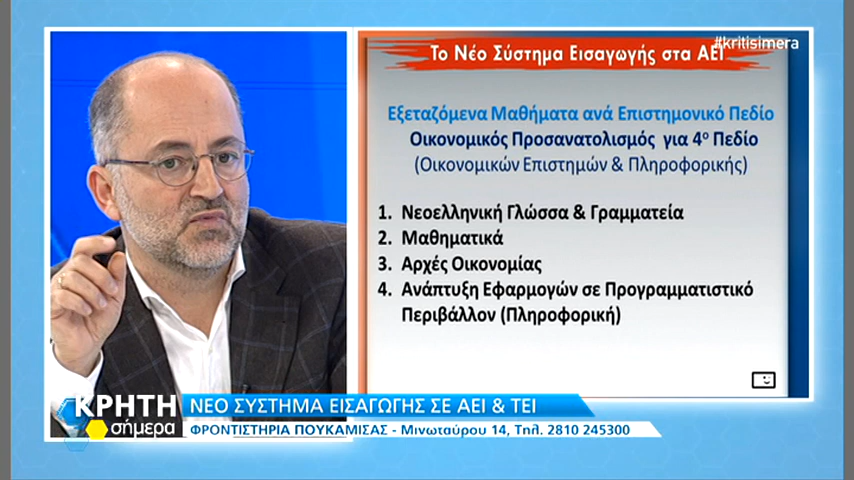 #kritisimera
Το Νέο Σύστημα Εισαγωγής στα ΑΕΙ
Εξεταζόμενα Μαθήματα ανά Επιστημονικό Πεδίο
Οικονομικός Προσανατολισμός για 4ο Πεδίο
(Οικονομικών Επιστημών & Πληροφορικής)
1. Νεοελληνική Γλώσσα & Γραμματεία
2. Μαθηματικά
3. Αρχές Οικονομίας
4. Ανάπτυξη Εφαρμογών σε Προγραμματιστικό
Περιβάλλον (Πληροφορική)
ΚΡΗΤΗ
σήμερα
ΝΕΟ ΣΥΣΤΗΜΑ ΕΙΣΑΓΩΓΗΣ ΣΕ ΑΕΙ & ΤΕΙ
ΦΡΟΝΤΙΣΤΗΡΙΑ ΠΟΥΚΑΜΙΣΑΣ - Μινωταύρου 14, Τηλ. 2810 245300